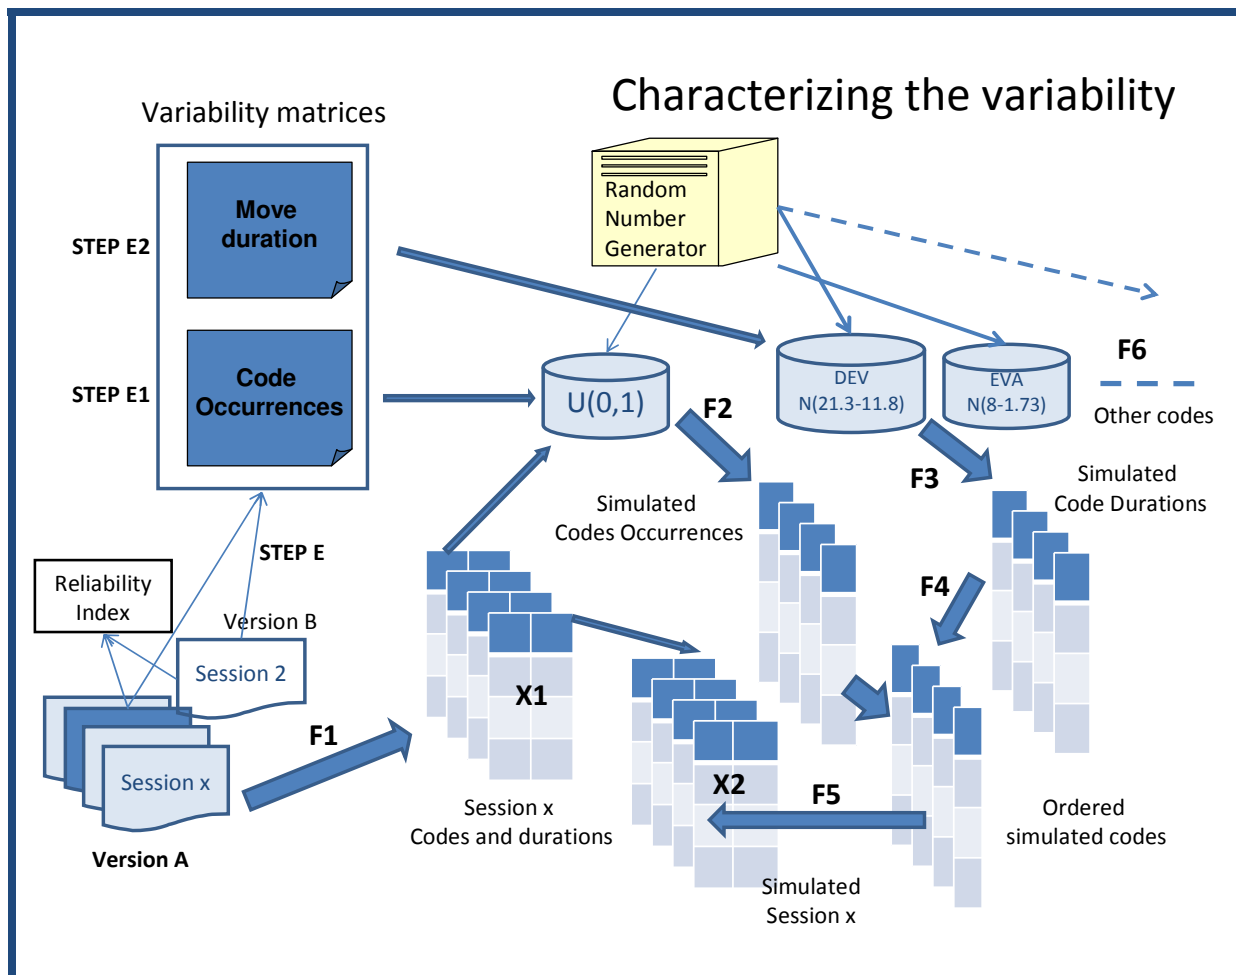 Characterizing the variability
Variability matrices
Random
Number
Generator
Move
duration
STEP E2
Code
Occurrences
STEP E1
U(0,1)
F2
DEV
N(21.3-11.8)
EVA
N(8-1.73)
F6
Other codes
F3
Simulated
Code Durations
Simulated
Codes Occurrences
STEP E
Reliability
Index
Version B
Session 2
F4
X1
F1
Session x
Version A
X2
F5
Session x
Codes and durations
Ordered
simulated codes
Simulated
Session x